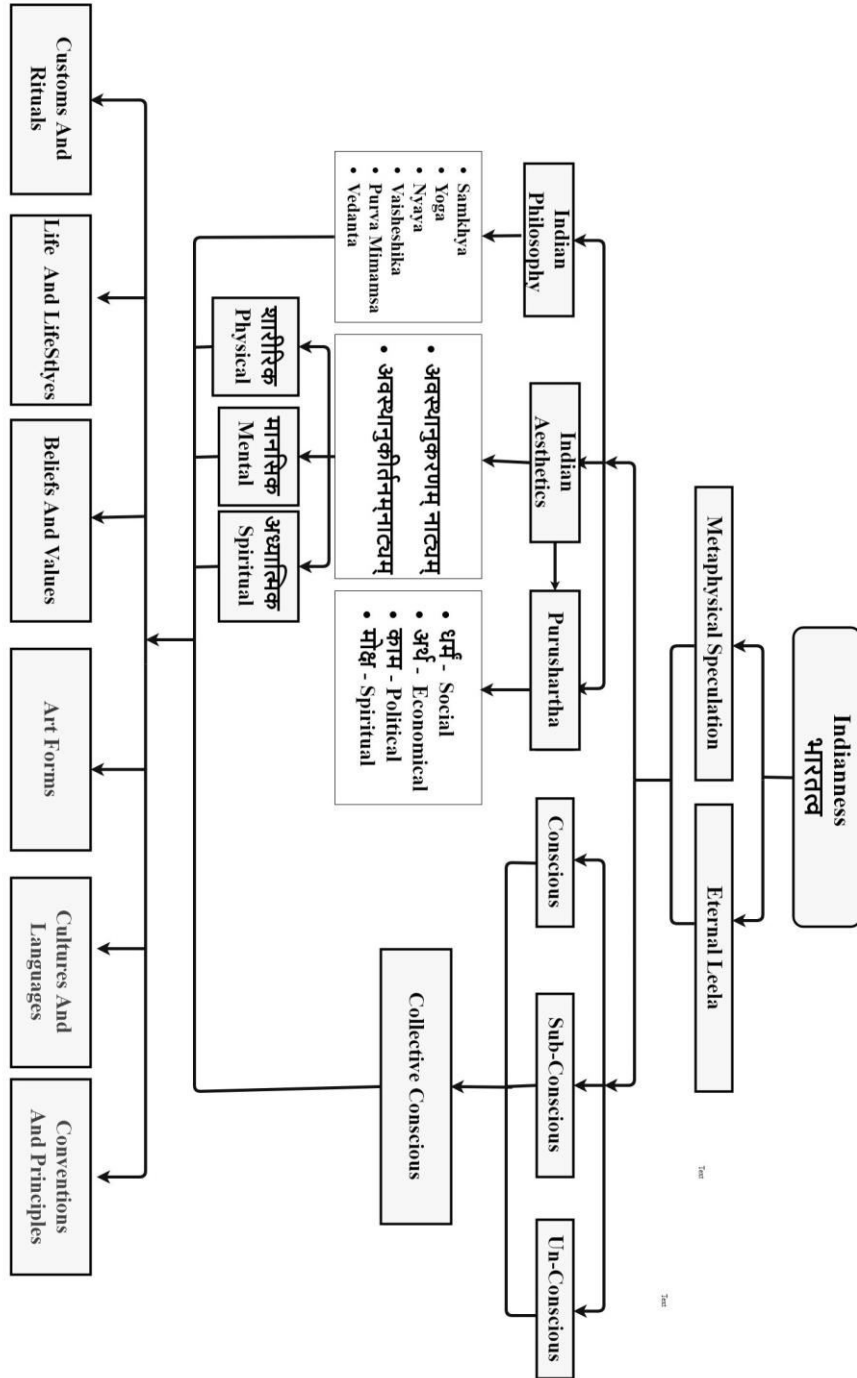 Indianness
भारतत्व
Metaphysical Speculation
Eternal Leela
Indian
Philosophy
Indian
Aesthetics
Purushartha
Conscious
Sub-Conscious
Un-Conscious
Samkhya
Yoga
Nyaya
Vaisheshika
Purva Mimamsa
Vedanta
अवस्थानुकरणम् नाट्यम्
अवस्थानुकीर्तनम्नाट्यम्
धर्मं - Social
अर्थ - Economical
काम - Political
मोक्ष - Spiritual
Collective Conscious
शारीरिक
Physical
मानसिक
Mental
अध्यात्मिक
Spiritual
Customs And
Rituals
Life And LifeStlyes
Beliefs And Values
Art Forms
Cultures And
Languages
Conventions
And Principles
Text
Text